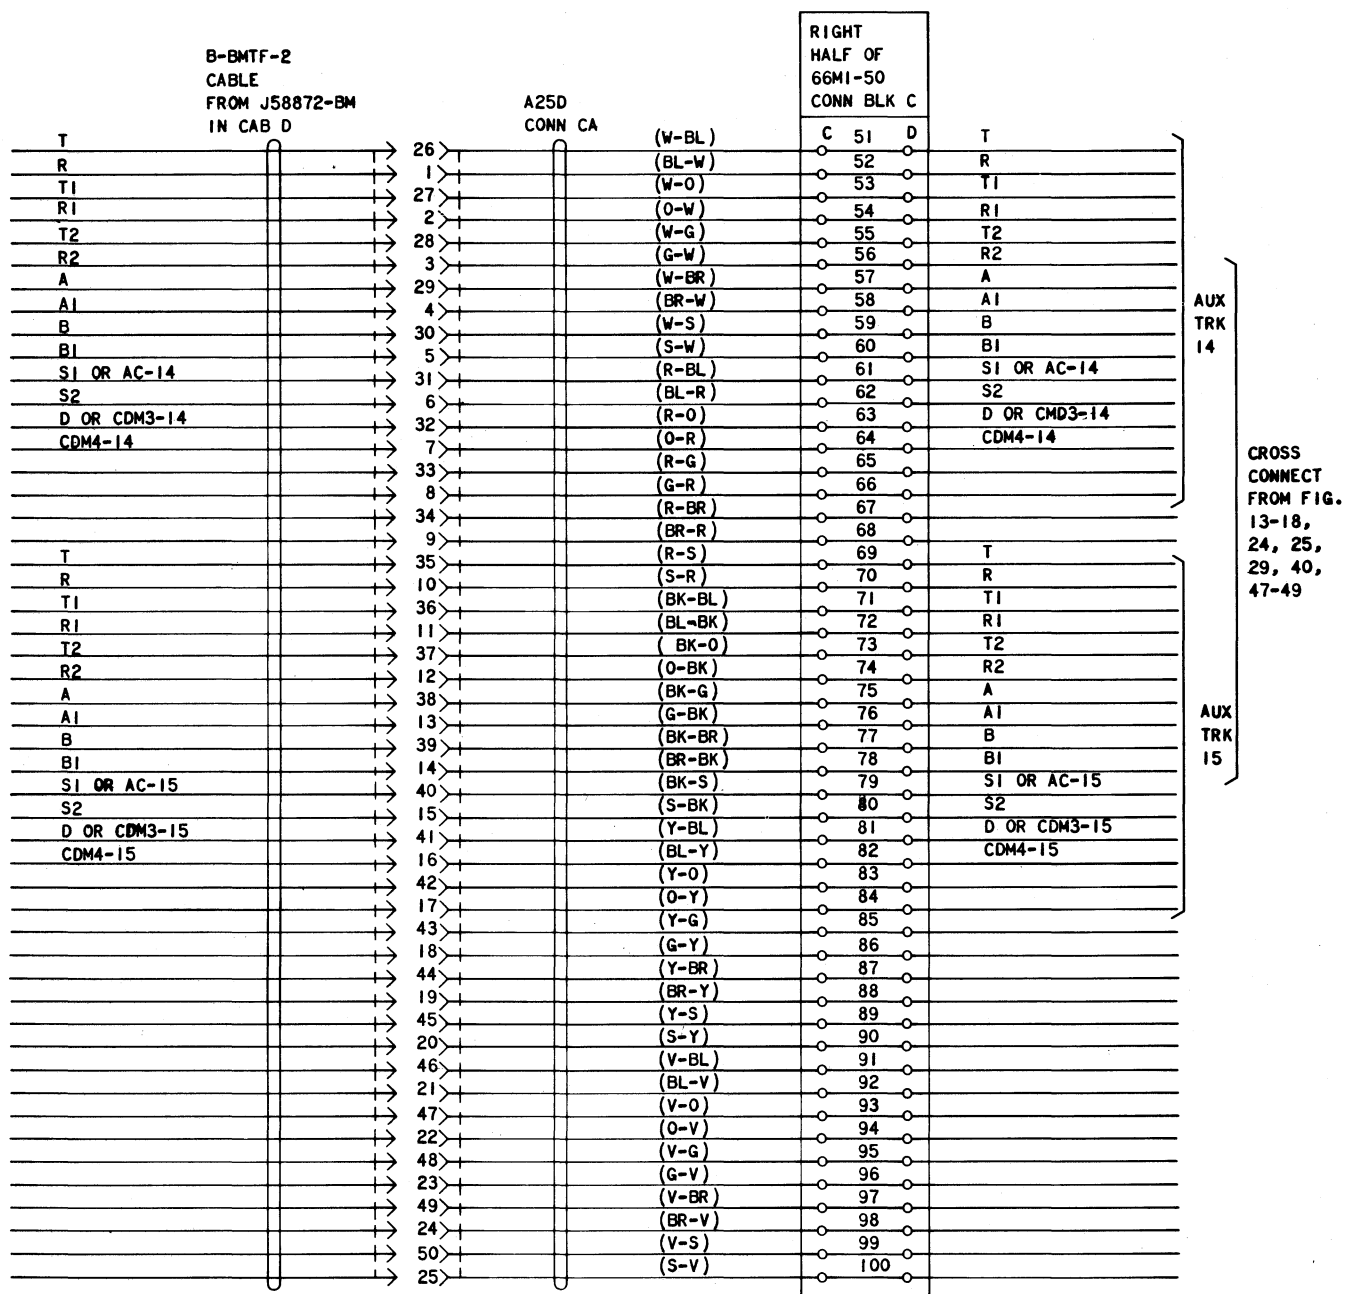 B-BMTF-2
CABLE
FROM J58872-BM
IN CAB D
A25D
CONN CA
RIGHT
HALF OF
66M1-50
CONN BLK C
C D
T 26 (W-BL) 51 T
R 1 (BL-W) 52 R
T1 27 (W-O) 53 T1
R1 2 (O-W) 54 R1
T2 28 (W-G) 55 T2
R2 3 (G-W) 56 R2
A 29 (W-BR) 57 A
A1 4 (BR-W) 58 A1
B 30 (W-S) 59 B
B1 5 (S-W) 60 B1
S1 OR AC-14 31 (R-BL) 61 S1 OR AC-14
S2 6 (BL-R) 62 S2
D OR CDM3-14 32 (R-O) 63 D OR CMD3-14
CDM4-14 7 (O-R) 64 CDM4-14
33 (R-G) 65
8 (G-R) 66
34 (R-BR) 67
9 (BR-R) 68
AUX
TRK
14
T 35 (R-S) 69 T
R 10 (S-R) 70 R
T1 36 (BK-BL) 71 T1
R1 11 (BL-BK) 72 R1
T2 37 ( BK-O) 73 T2
R2 12 (O-BK) 74 R2
A 38 (BK-G) 75 A
A1 13 (G-BK) 76 A1
B 39 (BK-BR) 77 B
B1 14 (BR-BK) 78 B1
S1 OR AC-15 40 (BK-S) 79 S1 OR AC-15
S2 15 (S-BK) 80 S2
D OR CDM3-15 41 (Y-BL) 81 D OR CDM3-15
CDM4-15 16 (BL-Y) 82 CDM4-15
42 (Y-O) 83
17 (O-Y) 84
AUX
TRK
15
43 (Y-G) 85
18 (G-Y) 86
44 (Y-BR) 87
19 (BR-Y) 88
45 (Y-S) 89
20 (S-Y) 90
46 (V-BL) 91
21 (BL-V) 92
47 (V-O) 93
22 (O-V) 94
48 (V-G) 95
23 (G-V) 96
49 (V-BR) 97
24 (BR-V) 98
50 (V-S) 99
25 (S-V) 100
CROSS
CONNECT
FROM FIG.
13-18,
24, 25,
29, 40,
47-49